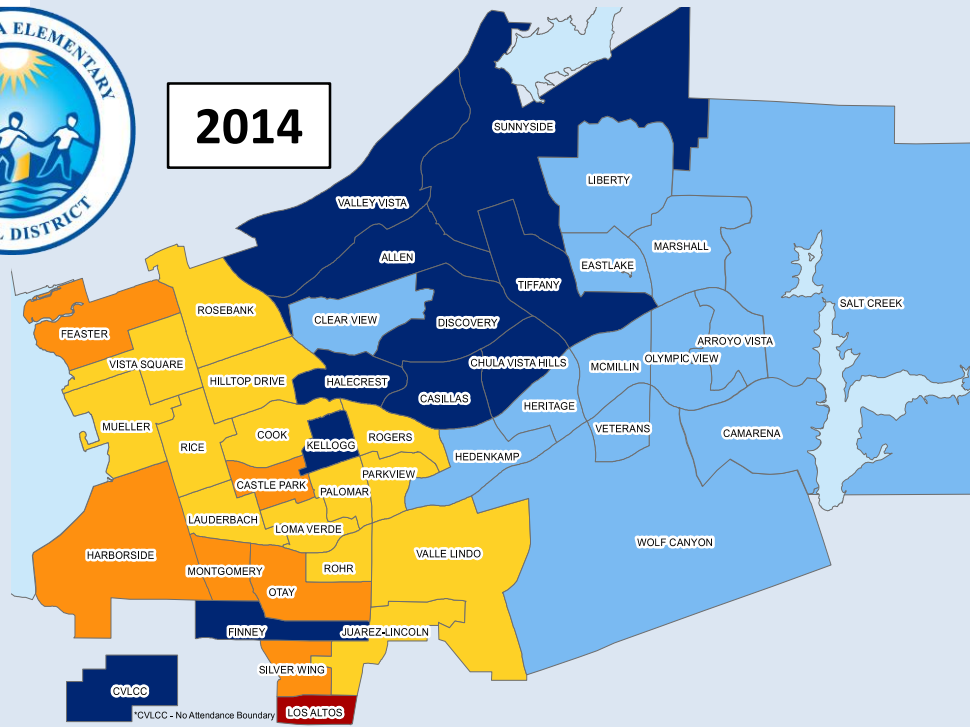 A ELEMENTARY
L DISTRICT
2014
SUNNYSIDE
LIBERTY
VALLEY VISTA
MARSHALL
ALLEN
EASTLAKE
TIFFANY
SALT CREEK
ROSEBANK
CLEAR VIEW
DISCOVERY
FEASTER
ARROYO VISTA
OLYMPIC VIEW
VISTA SQUARE
CHULA VISTA HILLS
MCMILLIN
HILLTOP DRIVE
HALECREST
CASILLAS
HERITAGE
MUELLER
COOK
ROGERS
VETERANS
CAMARENA
RICE
KELLOGG
HEDENKAMP
PARKVIEW
CASTLE PARK
PALOMAR
LAUDERBACH
LOMA VERDE
WOLF CANYON
HARBORSIDE
VALLE LINDO
MONTGOMERY
ROHR
OTAY
FINNEY
JUAREZ-LINCOLN
SILVER WING
CVLCC
*CVLCC - No Attendance Boundary
LOS ALTOS